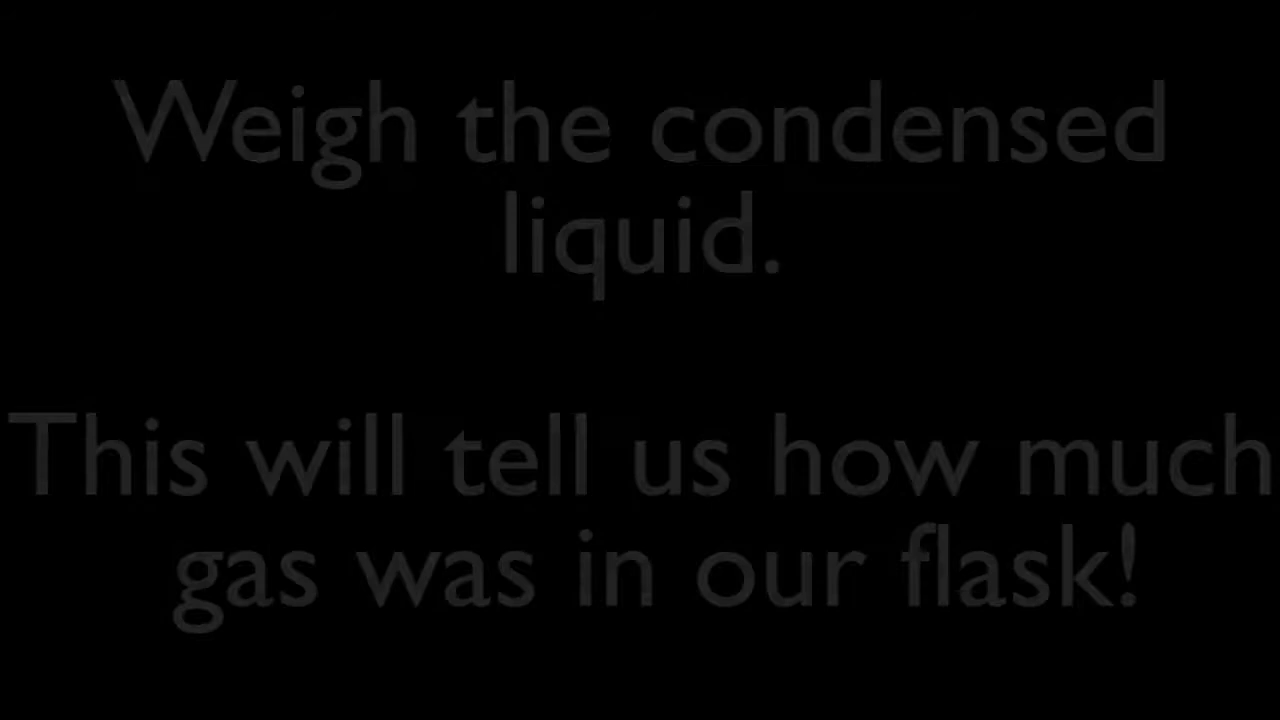 Weigh the condensed
liquid.
This will tell us how much
gas was in our flask!